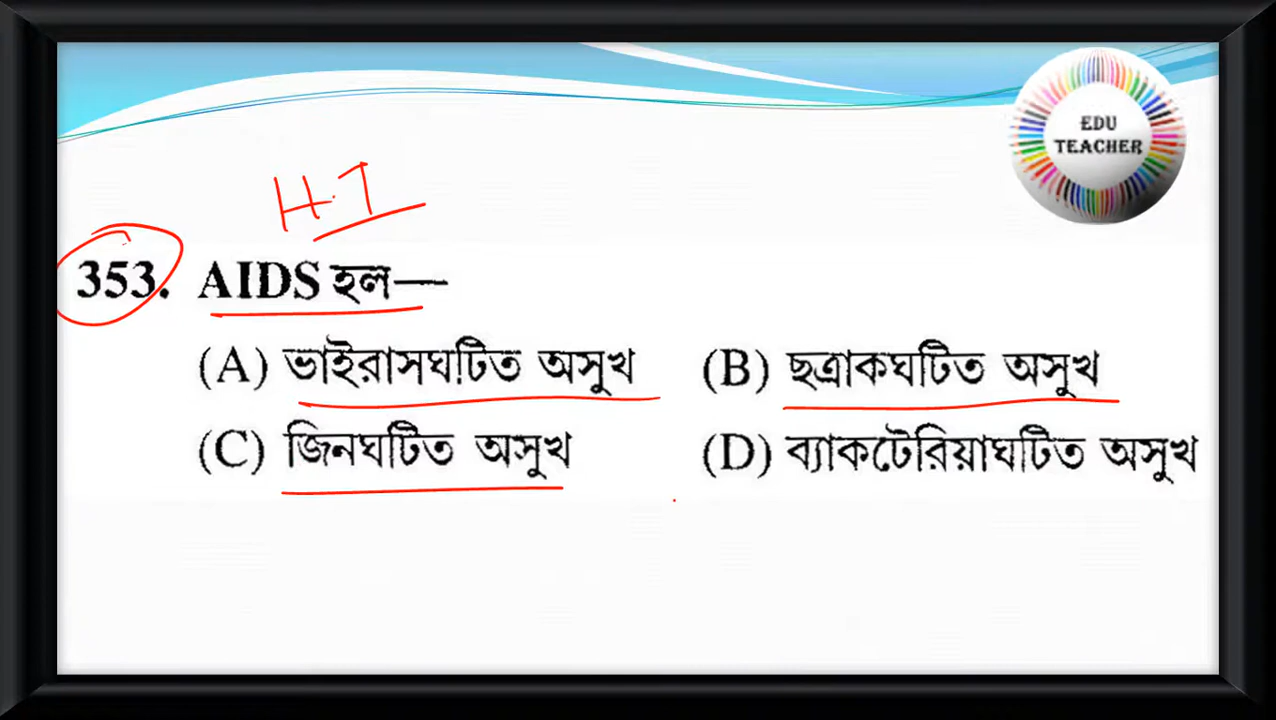 EDU
TEACHER
H.I
353. AIDS হল—
(A) ভাইরাসঘটিত অসুখ (B) ছত্রাকঘটিত অসুখ
(C) জিনঘটিত অসুখ (D) ব্যাকটেরিয়াঘটিত অসুখ